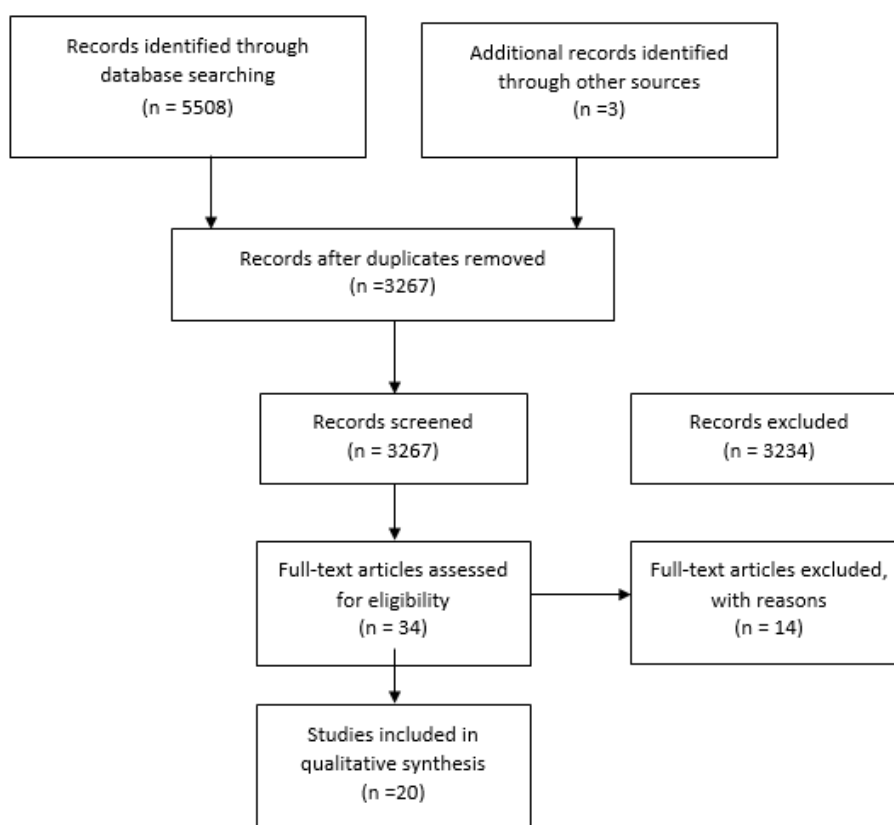 Records identified through
database searching
(n = 5508)
Additional records identified
through other sources
(n =3)
Records after duplicates removed
(n =3267)
Records screened
(n = 3267)
Records excluded
(n = 3234)
Full-text articles assessed
for eligibility
(n = 34)
Full-text articles excluded,
with reasons
(n = 14)
Studies included in
qualitative synthesis
(n =20)